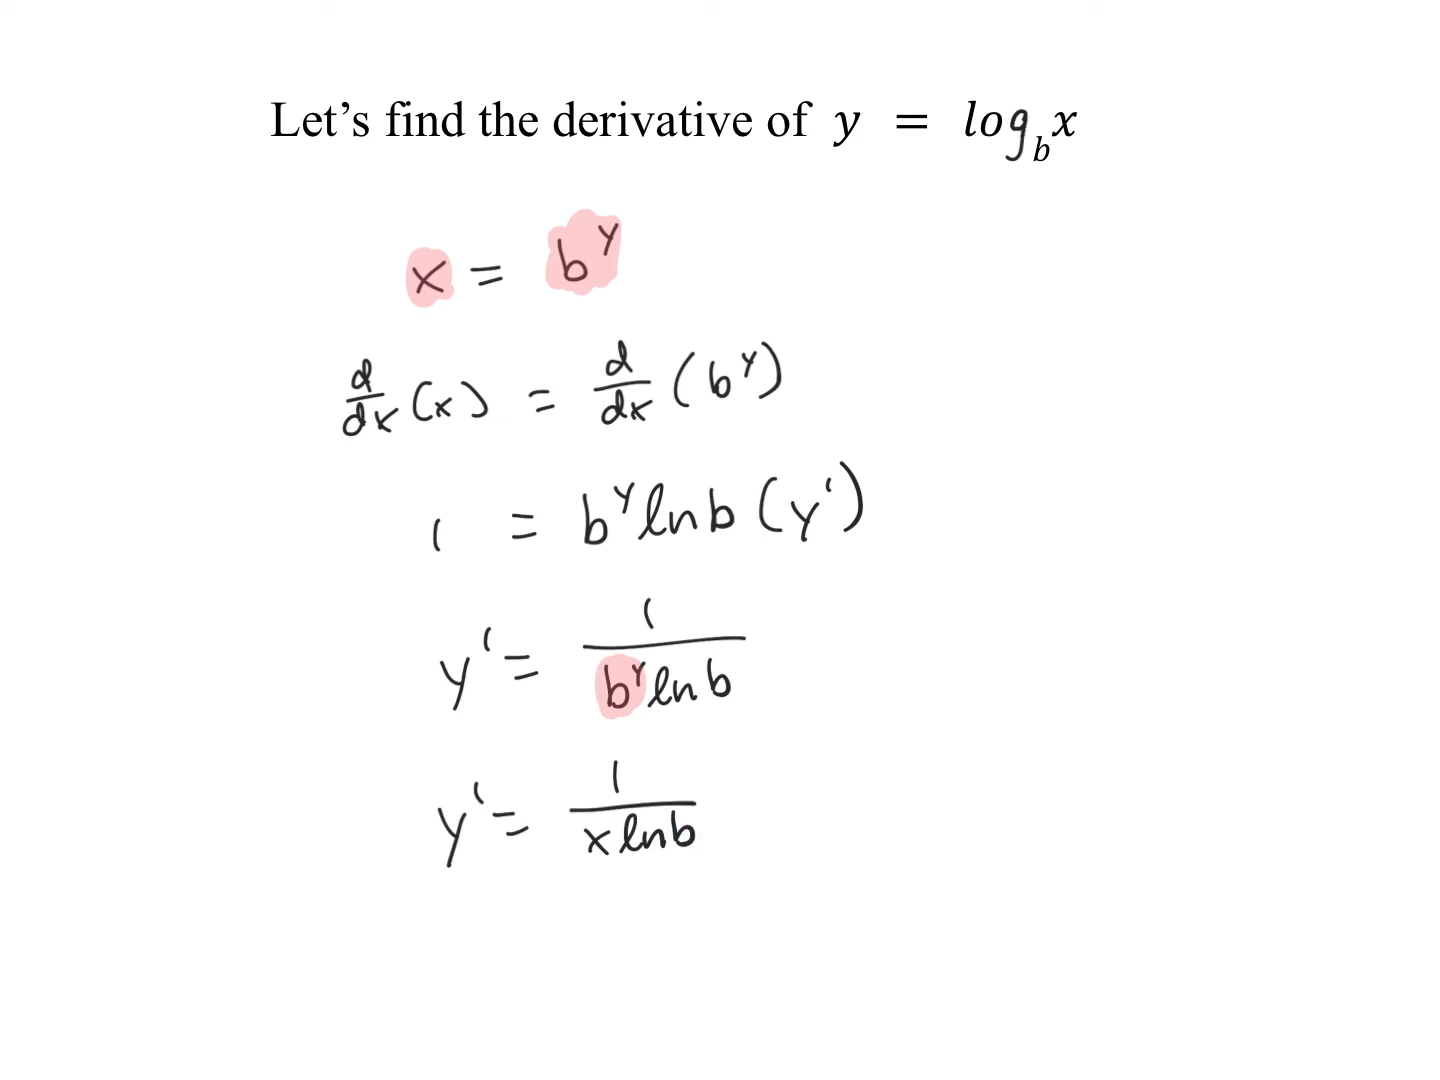 Let’s find the derivative of y = log_b x
x = b^y
d/dx (x) = d/dx (b^y)
1 = b^y ln b (y')
y' = 1/(b^y ln b)
y' = 1/(x ln b)